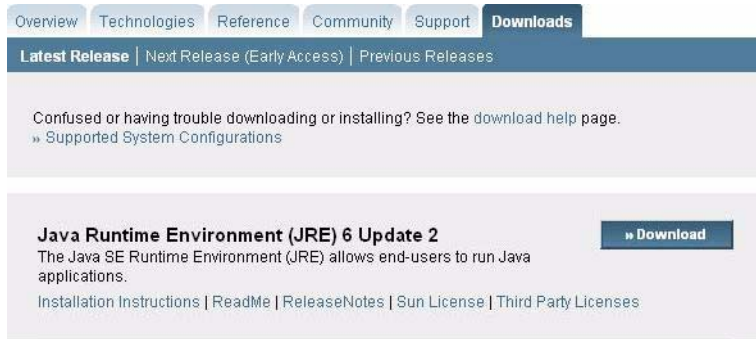 Overview Technologies Reference Community Support Downloads
Latest Release | Next Release (Early Access) | Previous Releases
Confused or having trouble downloading or installing? See the download help page.
» Supported System Configurations
Java Runtime Environment (JRE) 6 Update 2
» Download
The Java SE Runtime Environment (JRE) allows end-users to run Java
applications.
Installation Instructions | ReadMe | ReleaseNotes | Sun License | Third Party Licenses